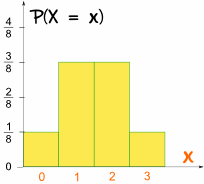 P(X = x)
4/8
3/8
2/8
1/8
0
0 1 2 3
X